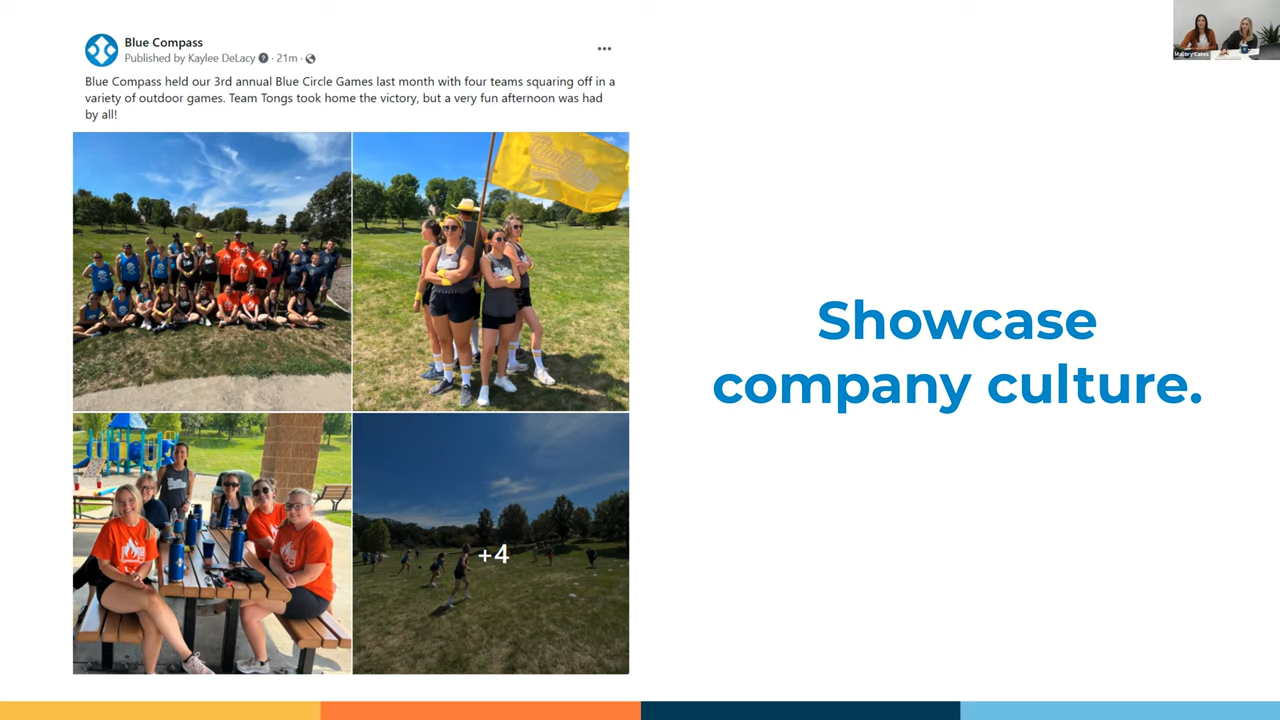 Blue Compass
Published by Kaylee DeLacy · 21m ·
Blue Compass held our 3rd annual Blue Circle Games last month with four teams squaring off in a
variety of outdoor games. Team Tongs took home the victory, but a very fun afternoon was had
by all!
+4
Showcase
company culture.
Mallory Cates